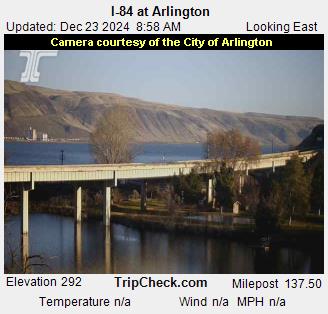 I-84 at Arlington
Updated: Dec 23 2024 8:58 AM Looking East
Camera courtesy of the City of Arlington
Elevation 292 TripCheck.com Milepost 137.50
Temperature n/a Wind n/a MPH n/a